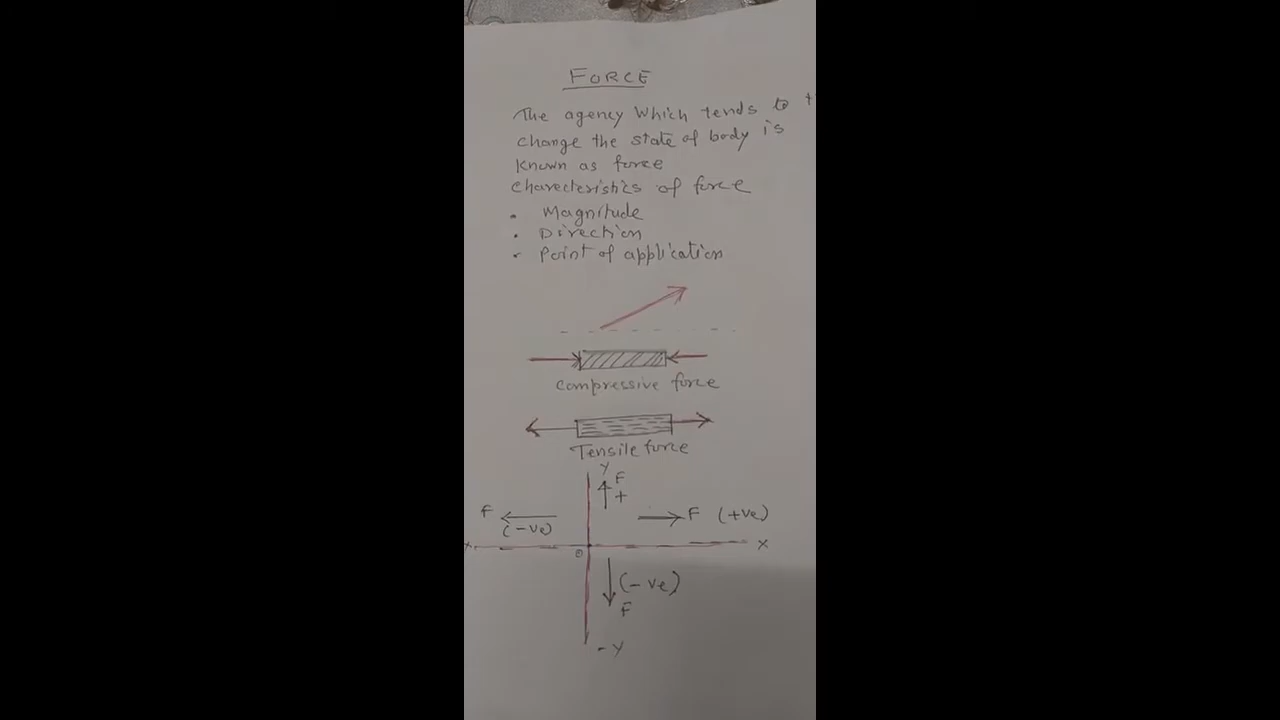 FORCE
The agency which tends to
change the state of body is
known as force
charecteristics of force
• Magnitude
• Direction
• Point of application
compressive force
Tensile force
Y
F
+
F
(-ve)
F (+ve)
X
O
(-ve)
F
-Y